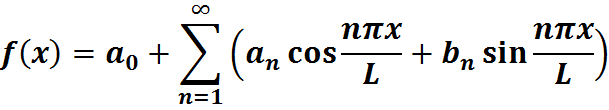 f(x) = a₀ + ∑_{n=1}^{∞} (aₙ cos nπx/L + bₙ sin nπx/L)